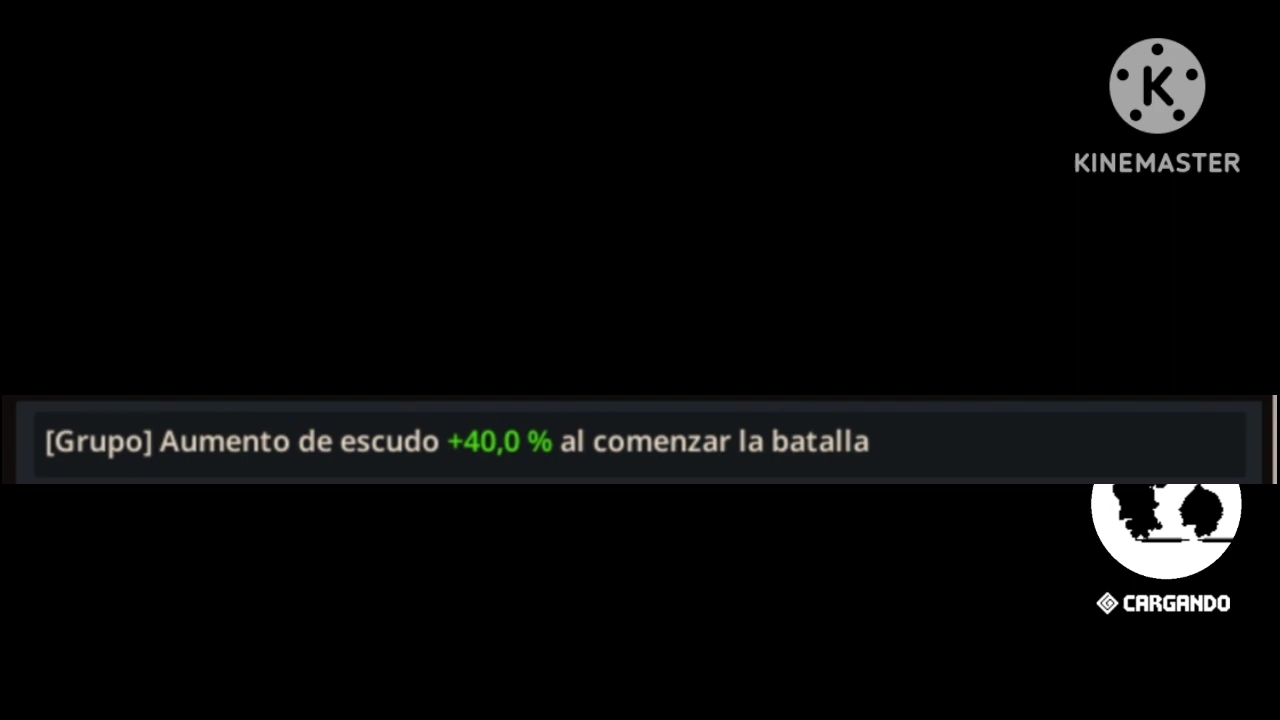 K
KINEMASTER
[Grupo] Aumento de escudo +40,0 % al comenzar la batalla
CARGANDO